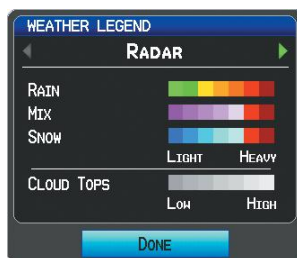 WEATHER LEGEND
RADAR
RAIN
MIX
SNOW
LIGHT HEAVY
CLOUD TOPS
LOW HIGH
DONE